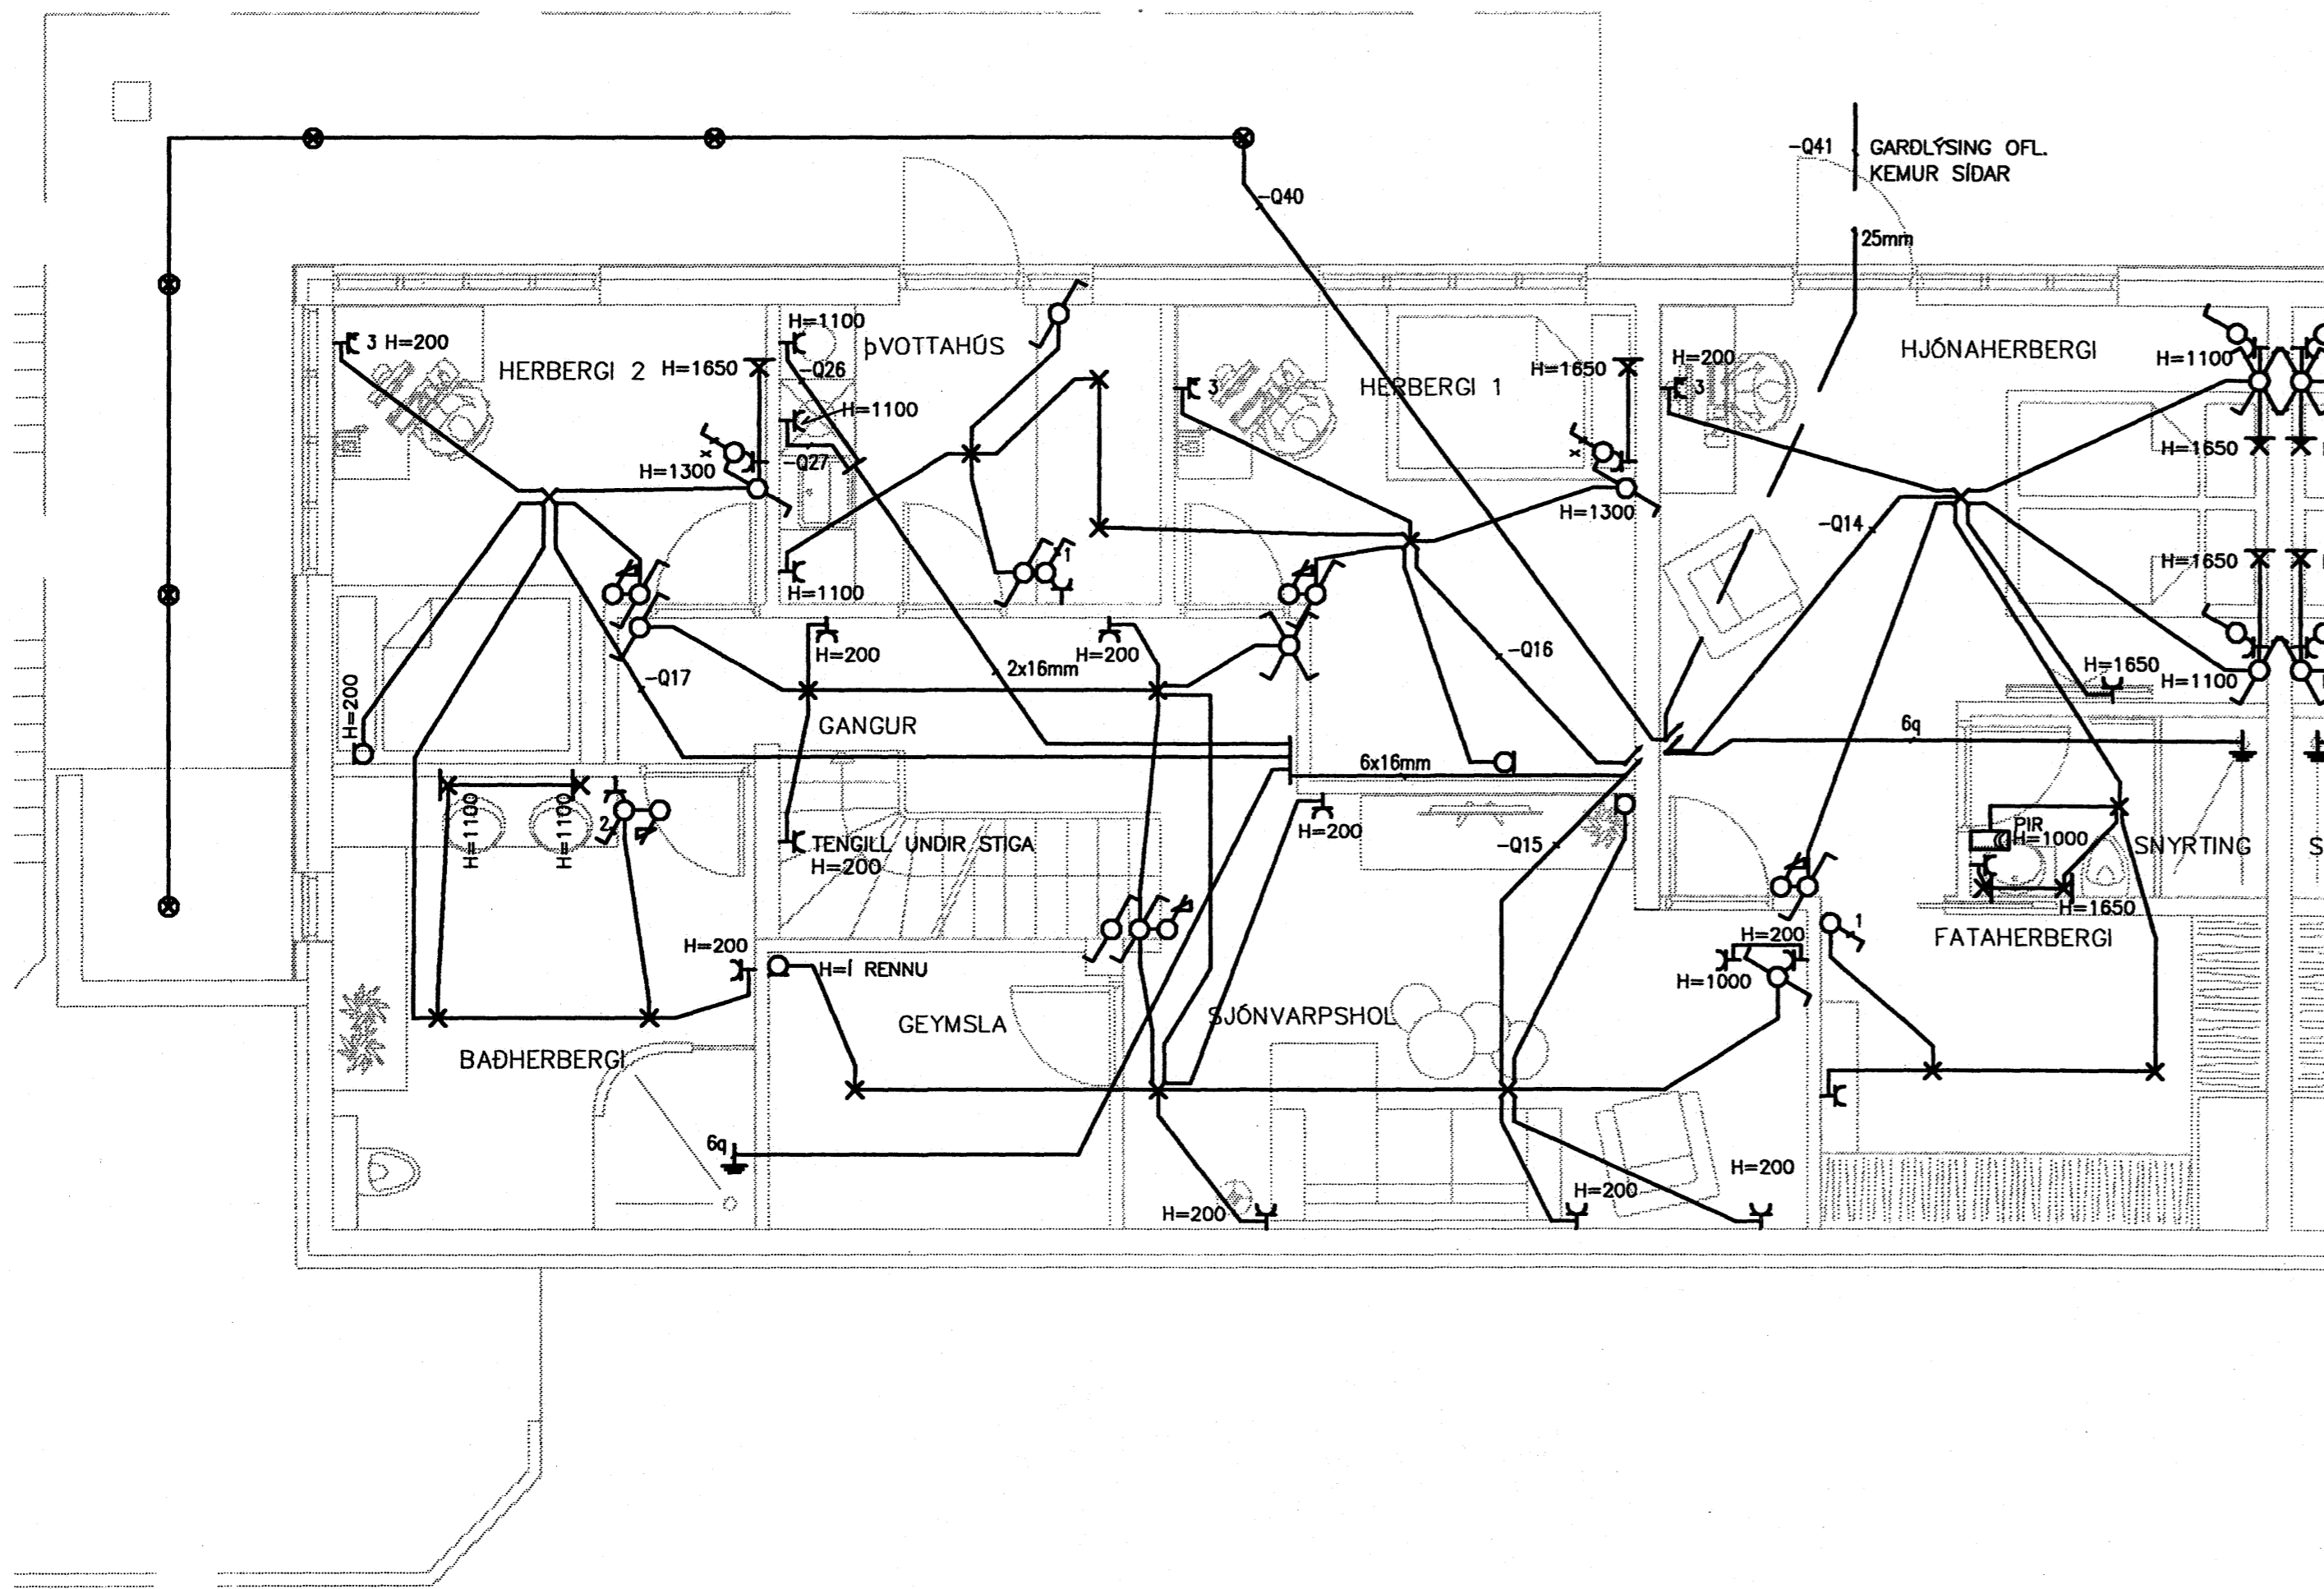 -Q41
GARÐLÝSING OFL.
KEMUR SÍÐAR
-Q40
25mm
3 H=200
HERBERGI 2
H=1650
H=1100
ÞVOTTAHÚS
-Q26
H=1100
3
HERBERGI 1
H=1650
H=200
3
HJÓNAHERBERGI
H=1100
x
H=1300
-Q27
x
H=1300
H=1650
-Q14
H=1100
1
H=1650
H=200
H=200
2x16mm
-Q16
H=1650
H=1100
H=200
-Q17
GANGUR
6q
6x16mm
H=1100
H=1100
2
TENGILL UNDIR STIGA
H=200
H=200
-Q15
PIR
H=1000
SNYRTING
S
H=1650
1
H=200
H=Í RENNU
H=200
H=1000
FATAHERBERGI
GEYMSLA
SJÓNVARPSHOL
BAÐHERBERGI
6q
H=200
H=200
H=200